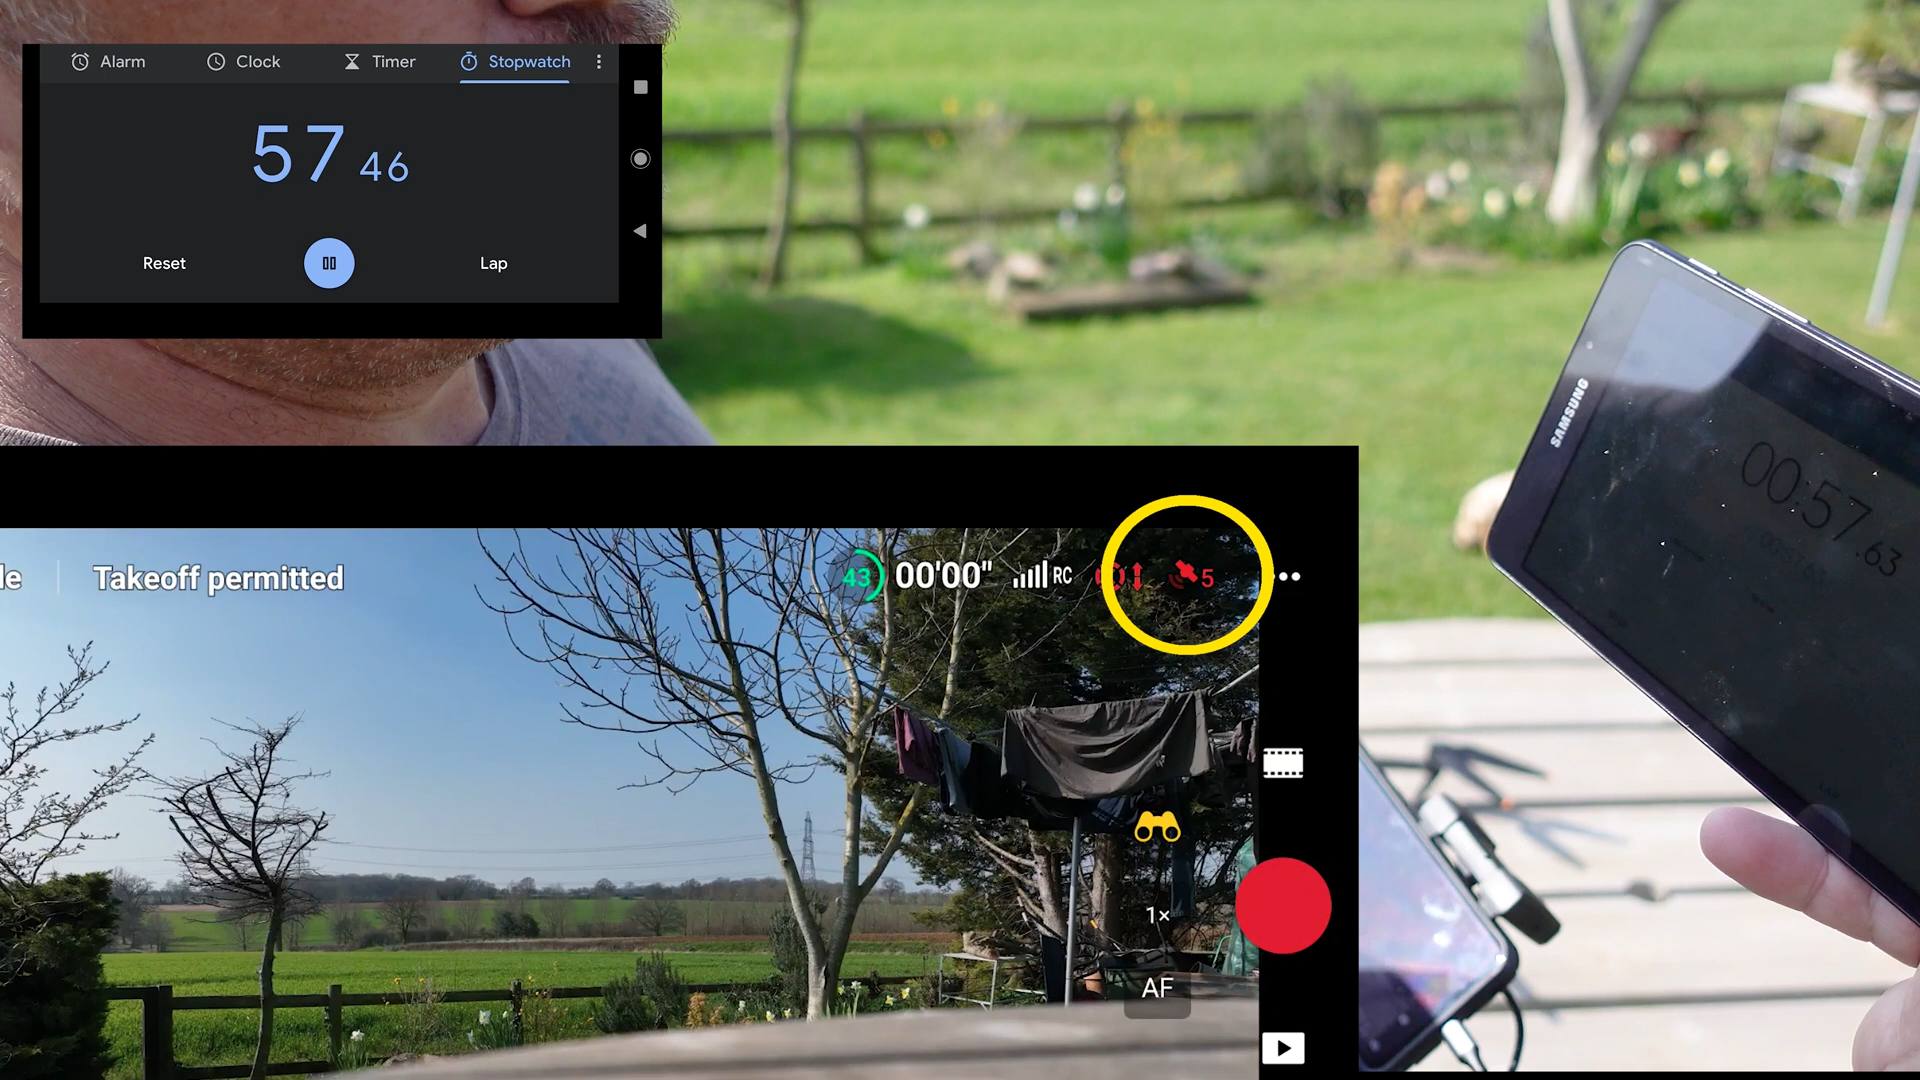 Alarm Clock Timer Stopwatch
57 46
Reset Lap
SAMSUNG
00:57.63
le Takeoff permitted 43 00'00" RC 5
1×
AF